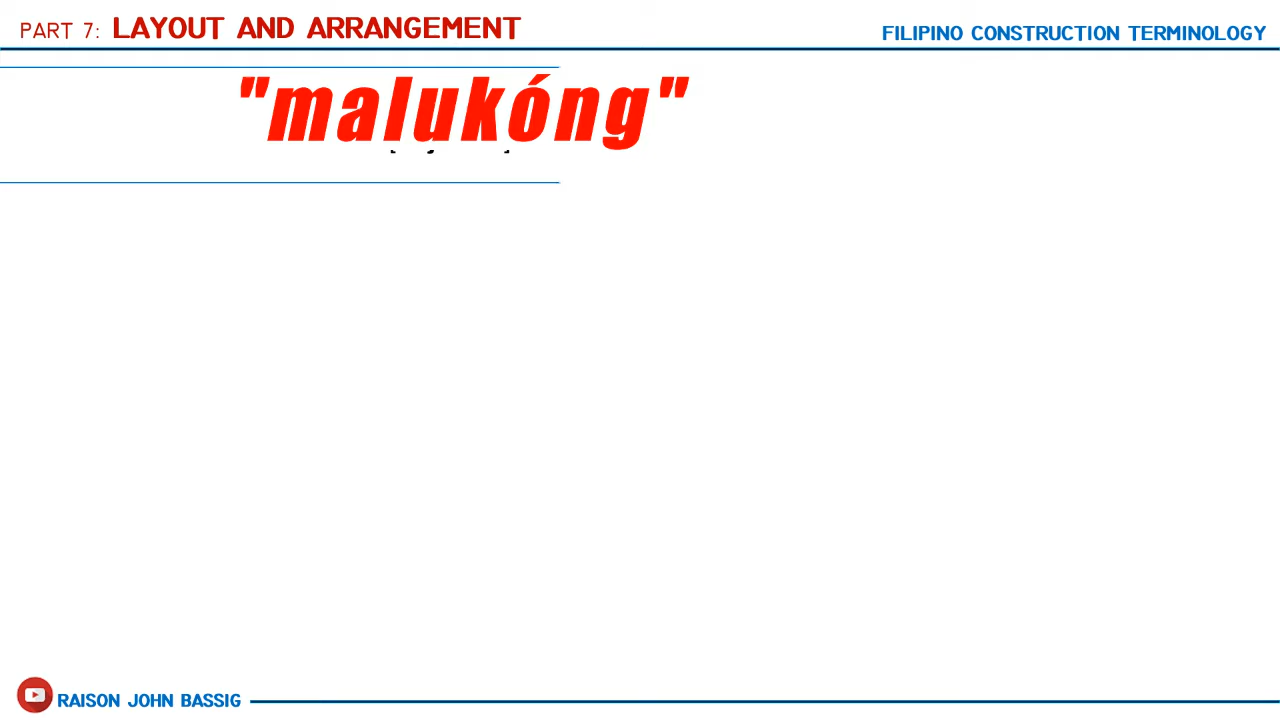 PART 7: LAYOUT AND ARRANGEMENT
FILIPINO CONSTRUCTION TERMINOLOGY
"malukóng"
RAISON JOHN BASSIG